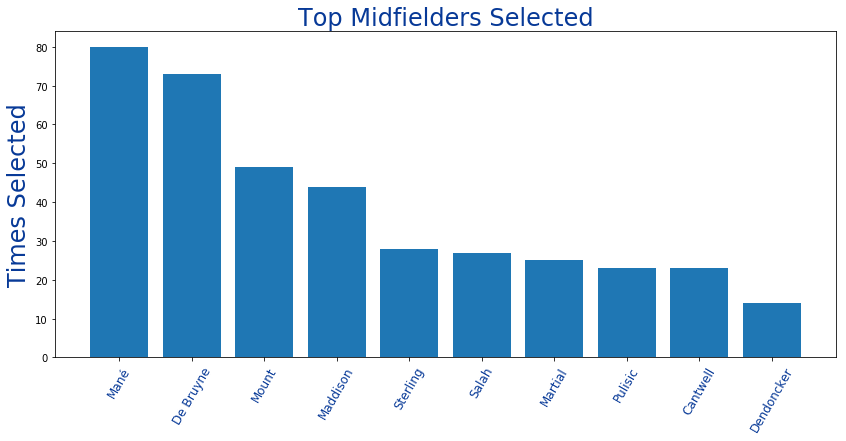 Top Midfielders Selected
Times Selected
80
70
60
50
40
30
20
10
0
Mané
De Bruyne
Mount
Maddison
Sterling
Salah
Martial
Pulisic
Cantwell
Dendoncker